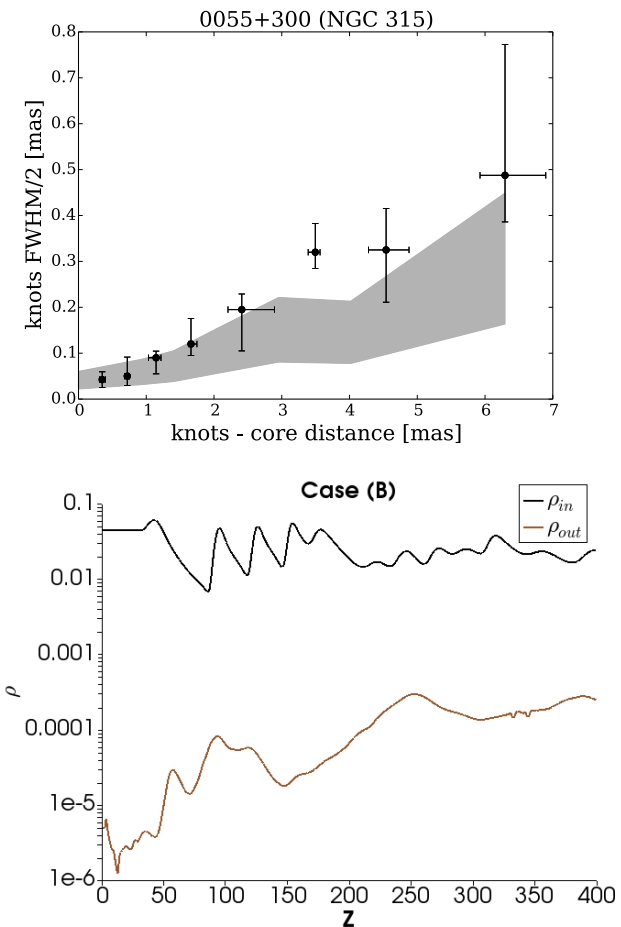 0055+300 (NGC 315)
0.8
0.7
0.6
0.5
0.4
0.3
0.2
0.1
0.0
knots FWHM/2 [mas]
0 1 2 3 4 5 6 7
knots - core distance [mas]
Case (B)
ρin
ρout
0.1
0.01
0.001
0.0001
1e-5
1e-6
ρ
0 50 100 150 200 250 300 350 400
Z